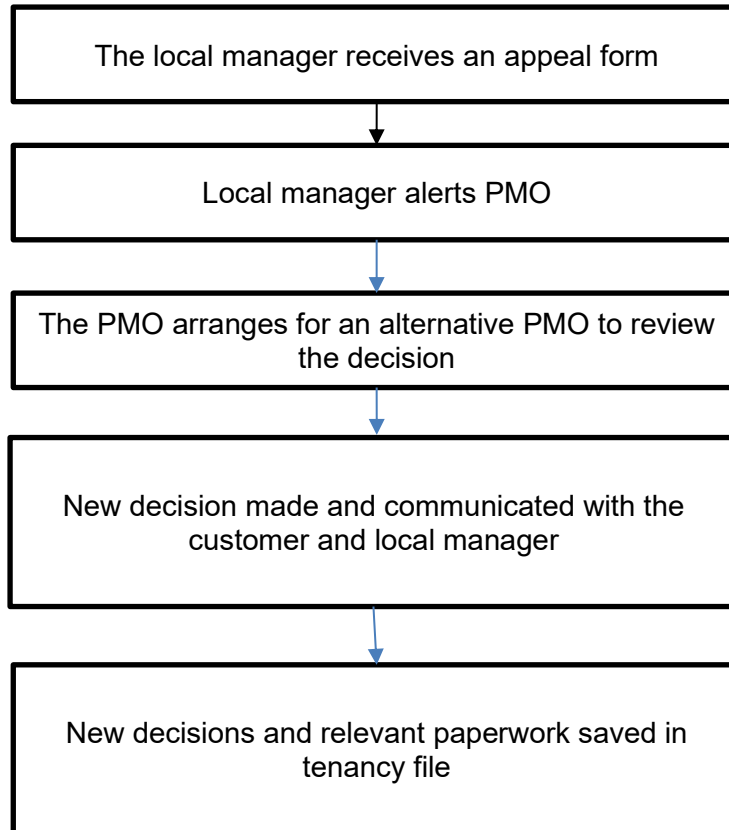 The local manager receives an appeal form
Local manager alerts PMO
The PMO arranges for an alternative PMO to review
the decision
New decision made and communicated with the
customer and local manager
New decisions and relevant paperwork saved in
tenancy file